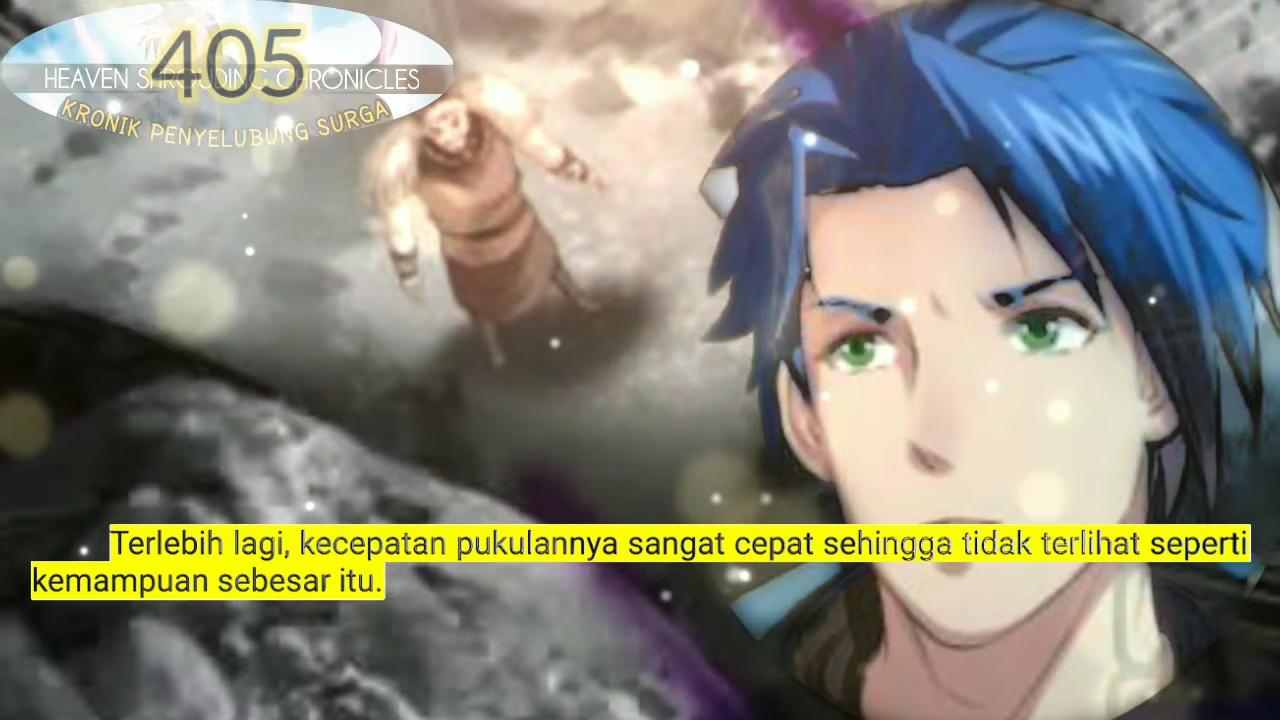 405
HEAVEN SHROUDING CHRONICLES
KRONIK PENYELUBUNG SURGA
Terlebih lagi, kecepatan pukulannya sangat cepat sehingga tidak terlihat seperti
kemampuan sebesar itu.